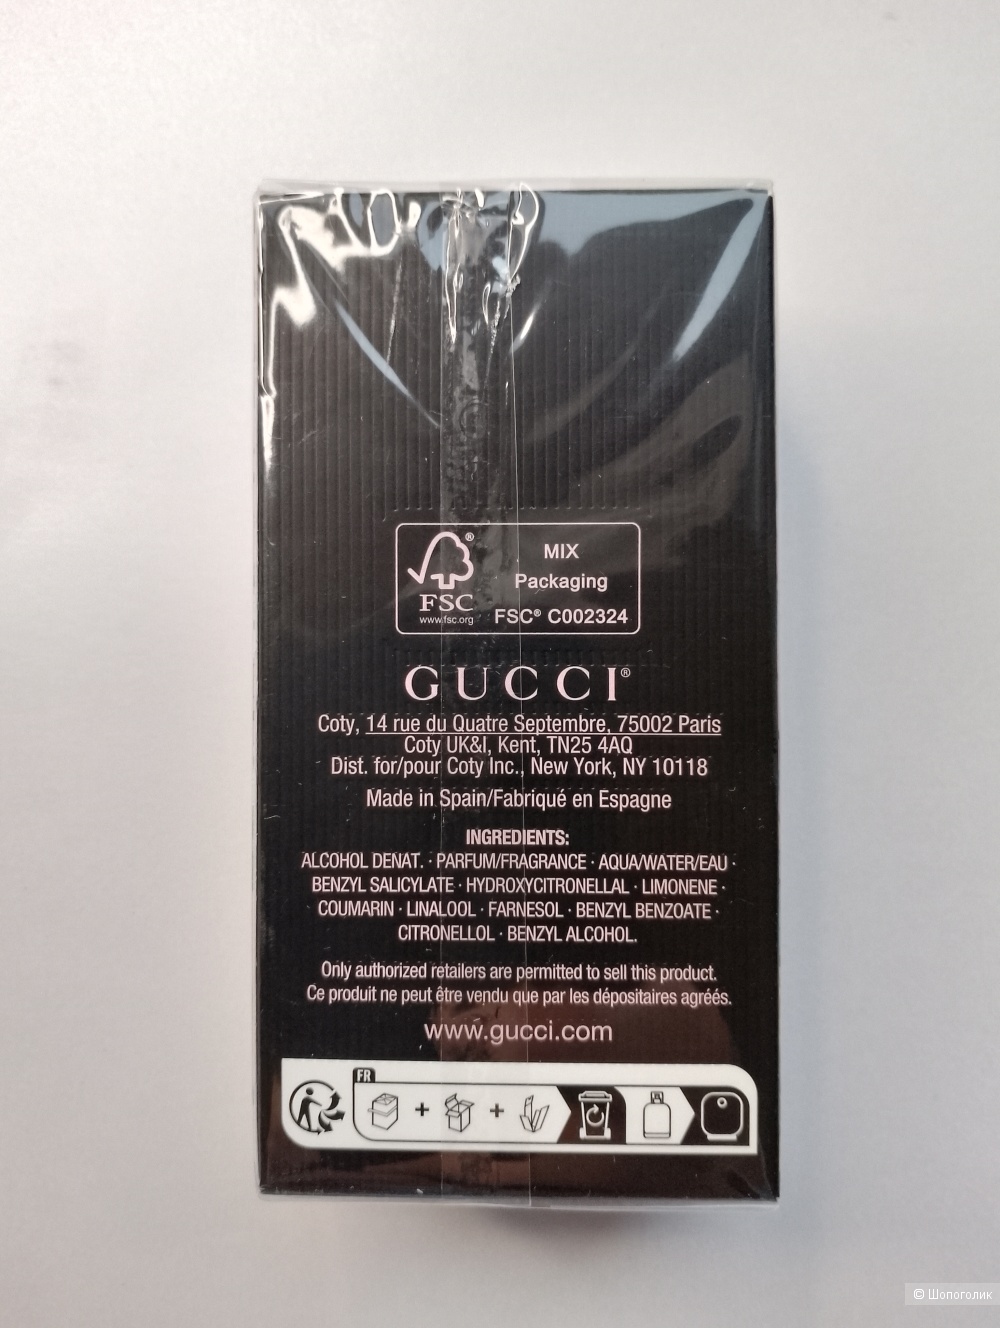 MIX
Packaging
FSC® C002324
®
FSC
www.fsc.org
GUCCI®
Coty, 14 rue du Quatre Septembre, 75002 Paris
Coty UK&I, Kent, TN25 4AQ
Dist. for/pour Coty Inc., New York, NY 10118
Made in Spain/Fabriqué en Espagne
INGREDIENTS:
ALCOHOL DENAT. · PARFUM/FRAGRANCE · AQUA/WATER/EAU ·
BENZYL SALICYLATE · HYDROXYCITRONELLAL · LIMONENE ·
COUMARIN · LINALOOL · FARNESOL · BENZYL BENZOATE ·
CITRONELLOL · BENZYL ALCOHOL.
Only authorized retailers are permitted to sell this product.
Ce produit ne peut être vendu que par les dépositaires agréés.
www.gucci.com
FR
© Шопоголик